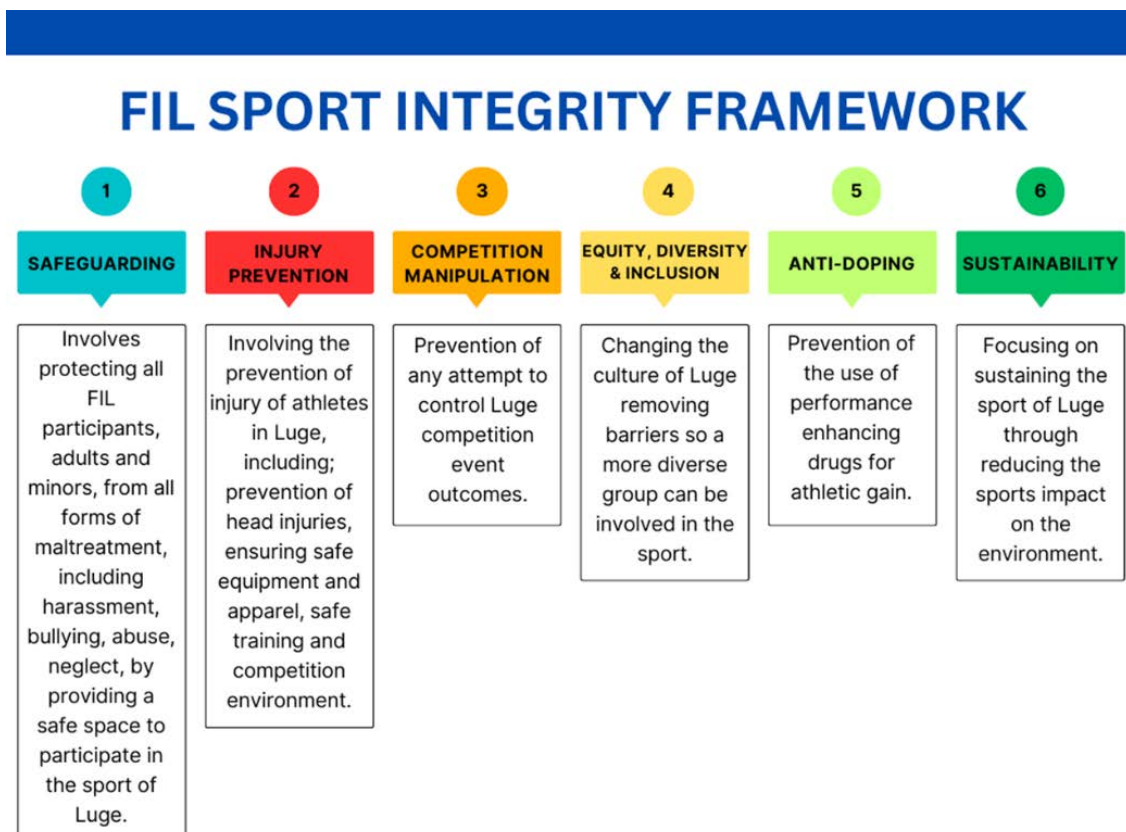 FIL SPORT INTEGRITY FRAMEWORK
1
SAFEGUARDING
Involves
protecting all
FIL
participants,
adults and
minors, from all
forms of
maltreatment,
including
harassment,
bullying, abuse,
neglect, by
providing a
safe space to
participate in
the sport of
Luge.
2
INJURY
PREVENTION
Involving the
prevention of
injury of athletes
in Luge,
including;
prevention of
head injuries,
ensuring safe
equipment and
apparel, safe
training and
competition
environment.
3
COMPETITION
MANIPULATION
Prevention of
any attempt to
control Luge
competition
event
outcomes.
4
EQUITY, DIVERSITY
& INCLUSION
Changing the
culture of Luge
removing
barriers so a
more diverse
group can be
involved in the
sport.
5
ANTI-DOPING
Prevention of
the use of
performance
enhancing
drugs for
athletic gain.
6
SUSTAINABILITY
Focusing on
sustaining the
sport of Luge
through
reducing the
sports impact
on the
environment.